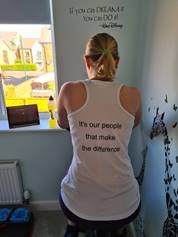 If you can DREAM it
You can DO it
- Walt Disney
It's our people
that make
the difference